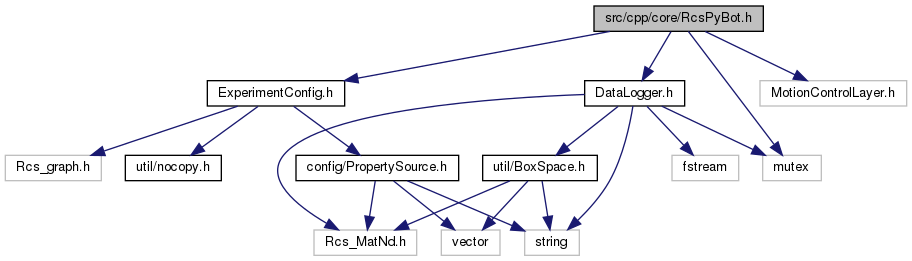 src/cpp/core/RcsPyBot.h
ExperimentConfig.h
DataLogger.h
MotionControlLayer.h
Rcs_graph.h
util/nocopy.h
config/PropertySource.h
util/BoxSpace.h
fstream
mutex
Rcs_MatNd.h
vector
string